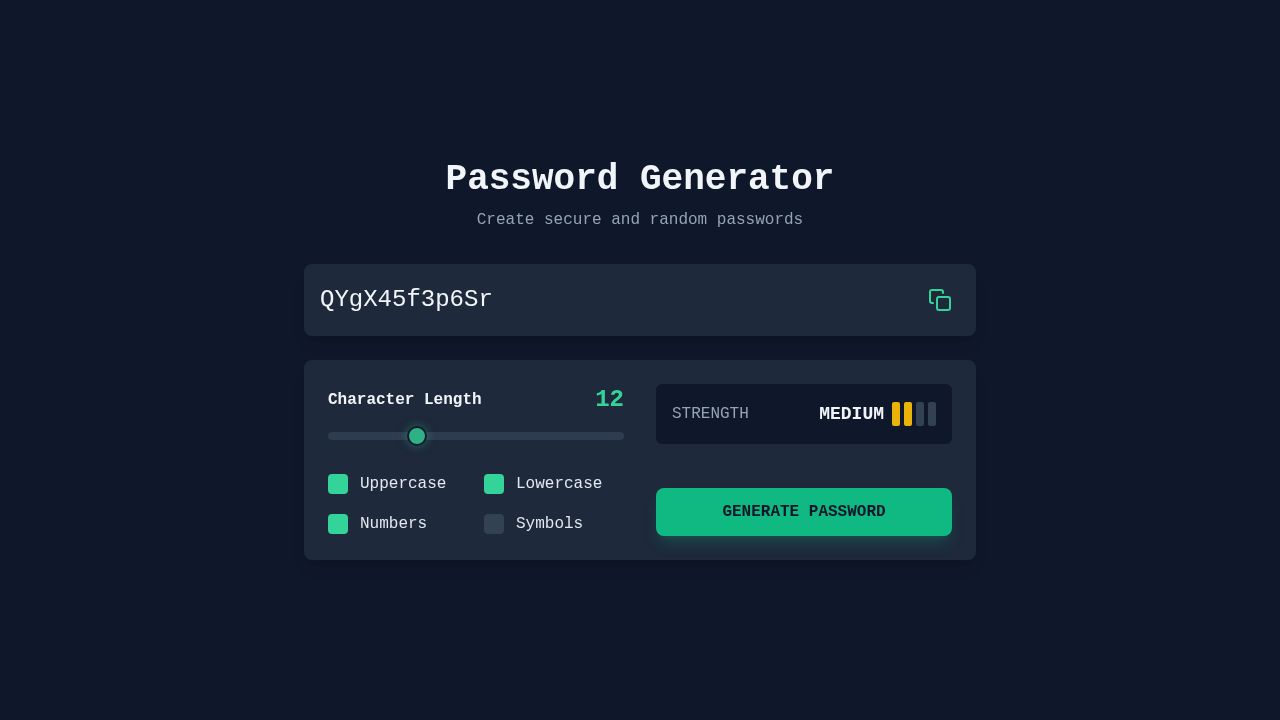 Password Generator
Create secure and random passwords
QYgX45f3p6Sr
Character Length 12
Uppercase Lowercase
Numbers Symbols
STRENGTH MEDIUM
GENERATE PASSWORD